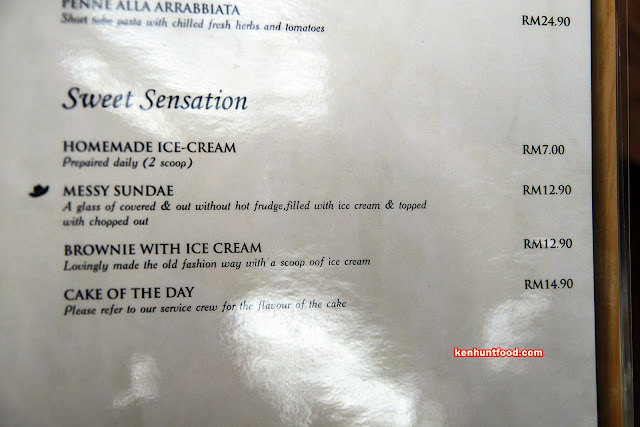 PENNE ALLA ARRABBIATA RM24.90
Short tube pasta with chilled fresh herbs and tomatoes
Sweet Sensation
HOMEMADE ICE-CREAM RM7.00
Prepaired daily (2 scoop)
MESSY SUNDAE RM12.90
A glass of covered & out without hot frudge,filled with ice cream & topped
with chopped out
BROWNIE WITH ICE CREAM RM12.90
Lovingly made the old fashion way with a scoop oof ice cream
CAKE OF THE DAY RM14.90
Please refer to our service crew for the flavour of the cake
kenhuntfood.com